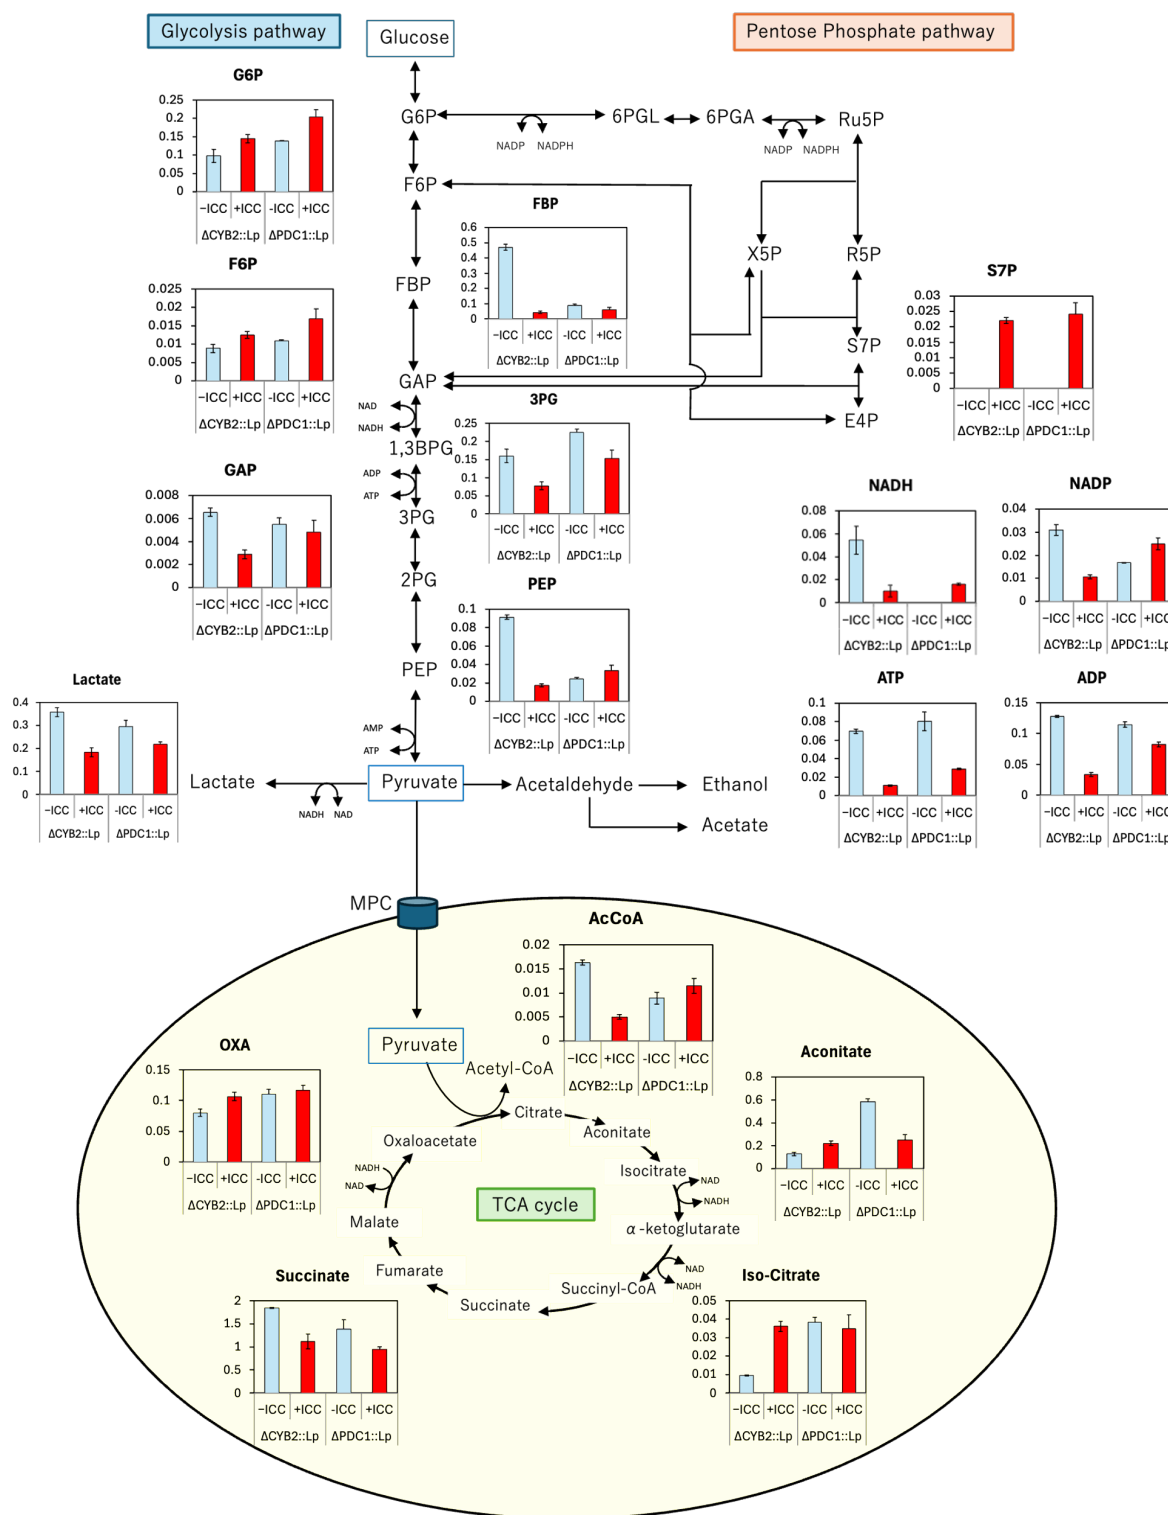 Glycolysis pathway
Glucose
Pentose Phosphate pathway
G6P
0.25
0.2
0.15
0.1
0.05
0
−ICC +ICC -ICC +ICC
ΔCYB2::Lp ΔPDC1::Lp
G6P
6PGL
6PGA
Ru5P
NADP NADPH
NADP NADPH
F6P
F6P
0.025
0.02
0.015
0.01
0.005
0
−ICC +ICC -ICC +ICC
ΔCYB2::Lp ΔPDC1::Lp
FBP
0.6
0.5
0.4
0.3
0.2
0.1
0
−ICC +ICC -ICC +ICC
ΔCYB2::Lp ΔPDC1::Lp
X5P
R5P
FBP
S7P
0.03
0.025
0.02
0.015
0.01
0.005
0
−ICC +ICC -ICC +ICC
ΔCYB2::Lp ΔPDC1::Lp
S7P
GAP
E4P
NAD
NADH
1,3BPG
ADP
ATP
3PG
3PG
0.25
0.2
0.15
0.1
0.05
0
−ICC +ICC -ICC +ICC
ΔCYB2::Lp ΔPDC1::Lp
GAP
0.008
0.006
0.004
0.002
0
−ICC +ICC -ICC +ICC
ΔCYB2::Lp ΔPDC1::Lp
NADH
0.08
0.06
0.04
0.02
0
−ICC +ICC -ICC +ICC
ΔCYB2::Lp ΔPDC1::Lp
NADP
0.04
0.03
0.02
0.01
0
−ICC +ICC -ICC +ICC
ΔCYB2::Lp ΔPDC1::Lp
2PG
PEP
0.1
0.08
0.06
0.04
0.02
0
−ICC +ICC -ICC +ICC
ΔCYB2::Lp ΔPDC1::Lp
PEP
AMP
ATP
Lactate
0.4
0.3
0.2
0.1
0
−ICC +ICC -ICC +ICC
ΔCYB2::Lp ΔPDC1::Lp
ATP
0.1
0.08
0.06
0.04
0.02
0
−ICC +ICC -ICC +ICC
ΔCYB2::Lp ΔPDC1::Lp
ADP
0.15
0.1
0.05
0
−ICC +ICC -ICC +ICC
ΔCYB2::Lp ΔPDC1::Lp
Lactate
Pyruvate
Acetaldehyde
Ethanol
NADH NAD
Acetate
MPC
AcCoA
0.02
0.015
0.01
0.005
0
−ICC +ICC -ICC +ICC
ΔCYB2::Lp ΔPDC1::Lp
Pyruvate
Acetyl-CoA
OXA
0.15
0.1
0.05
0
−ICC +ICC -ICC +ICC
ΔCYB2::Lp ΔPDC1::Lp
Aconitate
0.8
0.6
0.4
0.2
0
−ICC +ICC -ICC +ICC
ΔCYB2::Lp ΔPDC1::Lp
Citrate
Aconitate
Oxaloacetate
Isocitrate
NADH
NAD
NAD
NADH
TCA cycle
Malate
α-ketoglutarate
Fumarate
NAD
NADH
Succinyl-CoA
Succinate
Succinate
2
1.5
1
0.5
0
−ICC +ICC -ICC +ICC
ΔCYB2::Lp ΔPDC1::Lp
Iso-Citrate
0.05
0.04
0.03
0.02
0.01
0
−ICC +ICC -ICC +ICC
ΔCYB2::Lp ΔPDC1::Lp